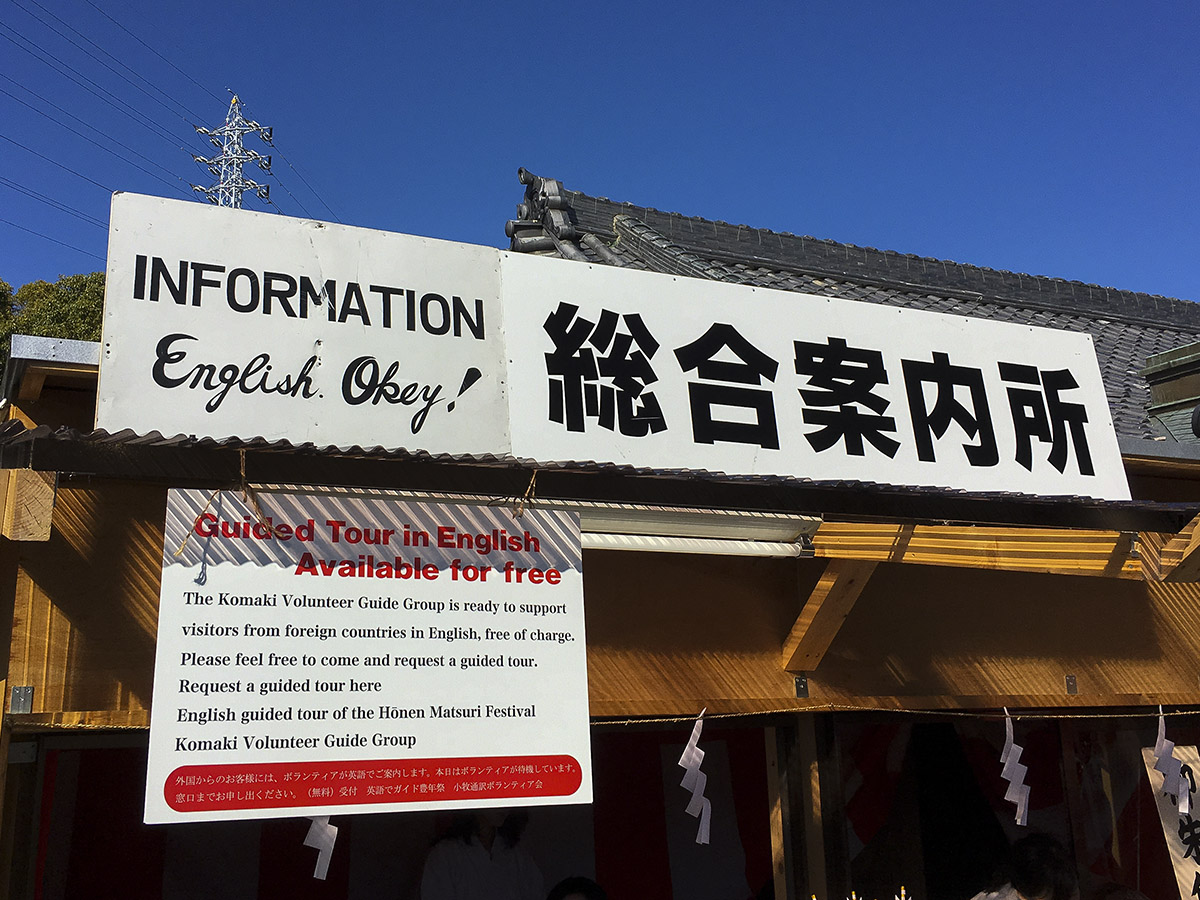 INFORMATION
English. Okey!
総合案内所
Guided Tour in English
Available for free
The Komaki Volunteer Guide Group is ready to support
visitors from foreign countries in English, free of charge.
Please feel free to come and request a guided tour.
Request a guided tour here
English guided tour of the Hōnen Matsuri Festival
Komaki Volunteer Guide Group
外国からのお客様には、ボランティアが英語でご案内します。本日はボランティアが待機しています。
窓口までお申し出ください。（無料）受付　英語でガイド豊年祭　小牧通訳ボランティア会